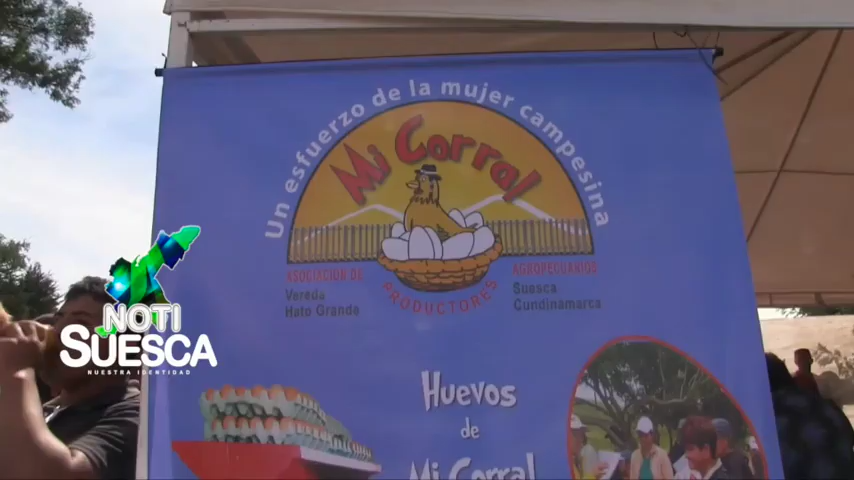 Un esfuerzo de la mujer campesina
Mi Corral
ASOCIACION DE
PRODUCTORES
AGROPECUARIOS
Vereda
Hato Grande
Suesca
Cundinamarca
NOTI
SUESCA
NUESTRA IDENTIDAD
Huevos
de
Mi Corral